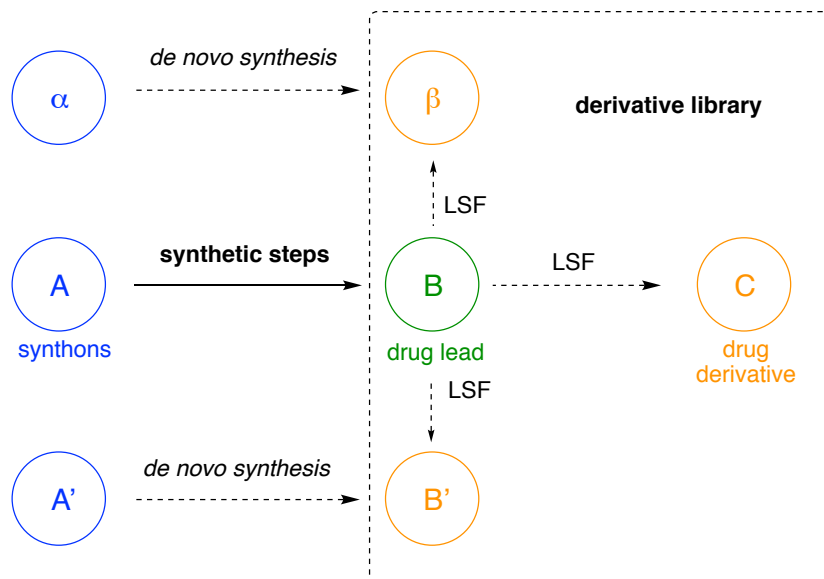 de novo synthesis
α
β
derivative library
LSF
synthetic steps
LSF
A
B
C
synthons
drug lead
drug
derivative
LSF
de novo synthesis
A’
B’